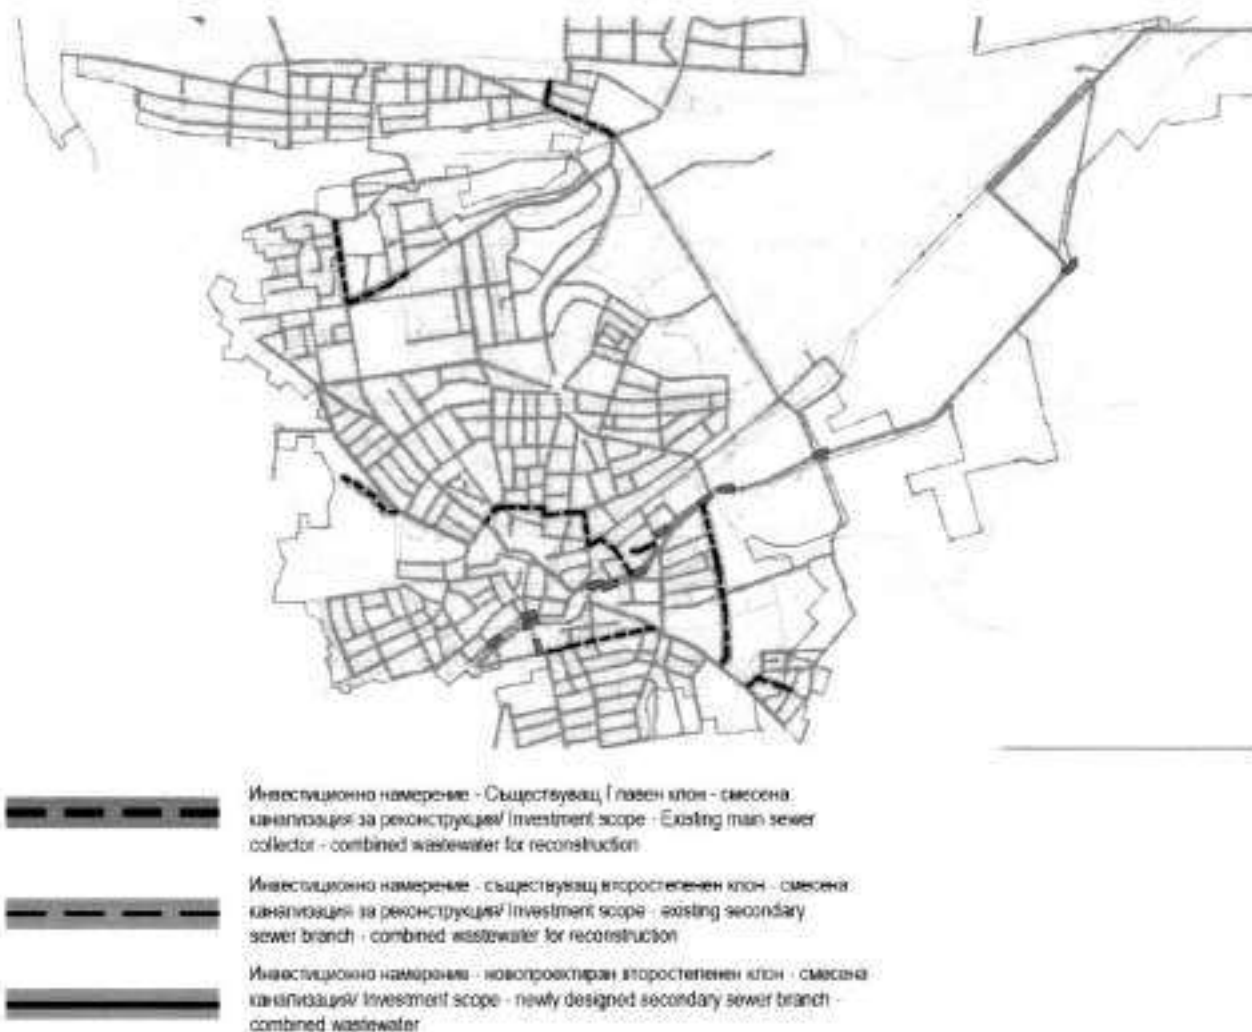 Инвестиционно намерение - Съществуващ Главен клон - смесена
канализация за реконструкция/ Investment scope - Existing main sewer
collector - combined wastewater for reconstruction
Инвестиционно намерение - съществуващ второстепенен клон - смесена
канализация за реконструкция/ Investment scope - existing secondary
sewer branch - combined wastewater for reconstruction
Инвестиционно намерение - новопроектиран второстепенен клон - смесена
канализация/ Investment scope - newly designed secondary sewer branch -
combined wastewater